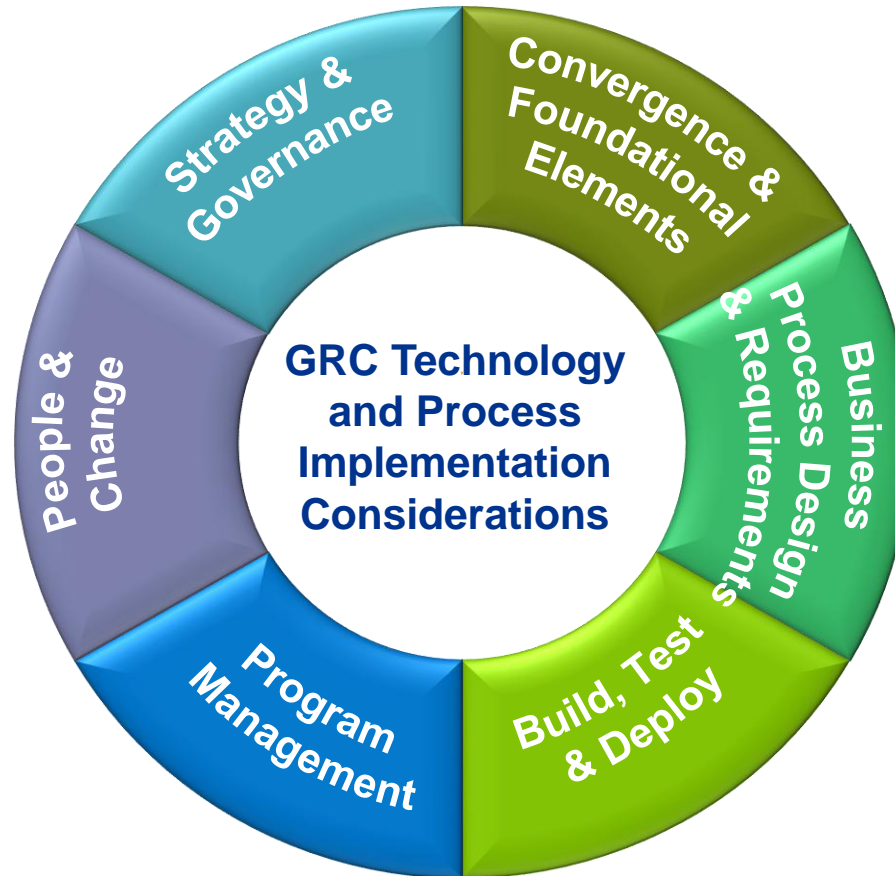 Strategy &
Governance
Convergence &
Foundational
Elements
Business
Process Design
& Requirements
Build, Test
& Deploy
Program
Management
People &
Change
GRC Technology
and Process
Implementation
Considerations